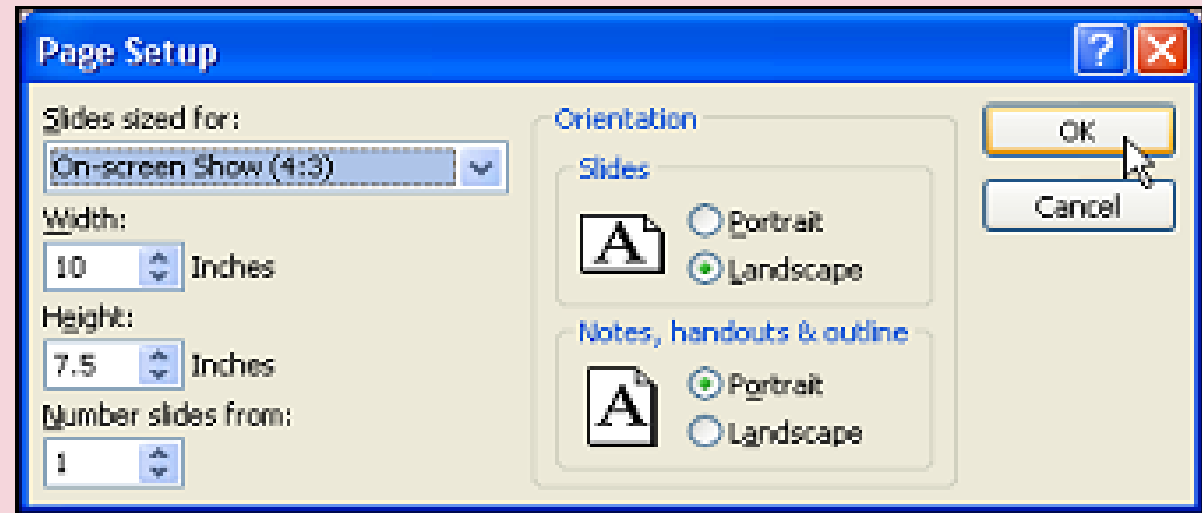 Page Setup
Slides sized for:
On-screen Show (4:3)
Width:
10 Inches
Height:
7.5 Inches
Number slides from:
1
Orientation
Slides
A
Portrait
Landscape
Notes, handouts & outline
A
Portrait
Landscape
OK
Cancel